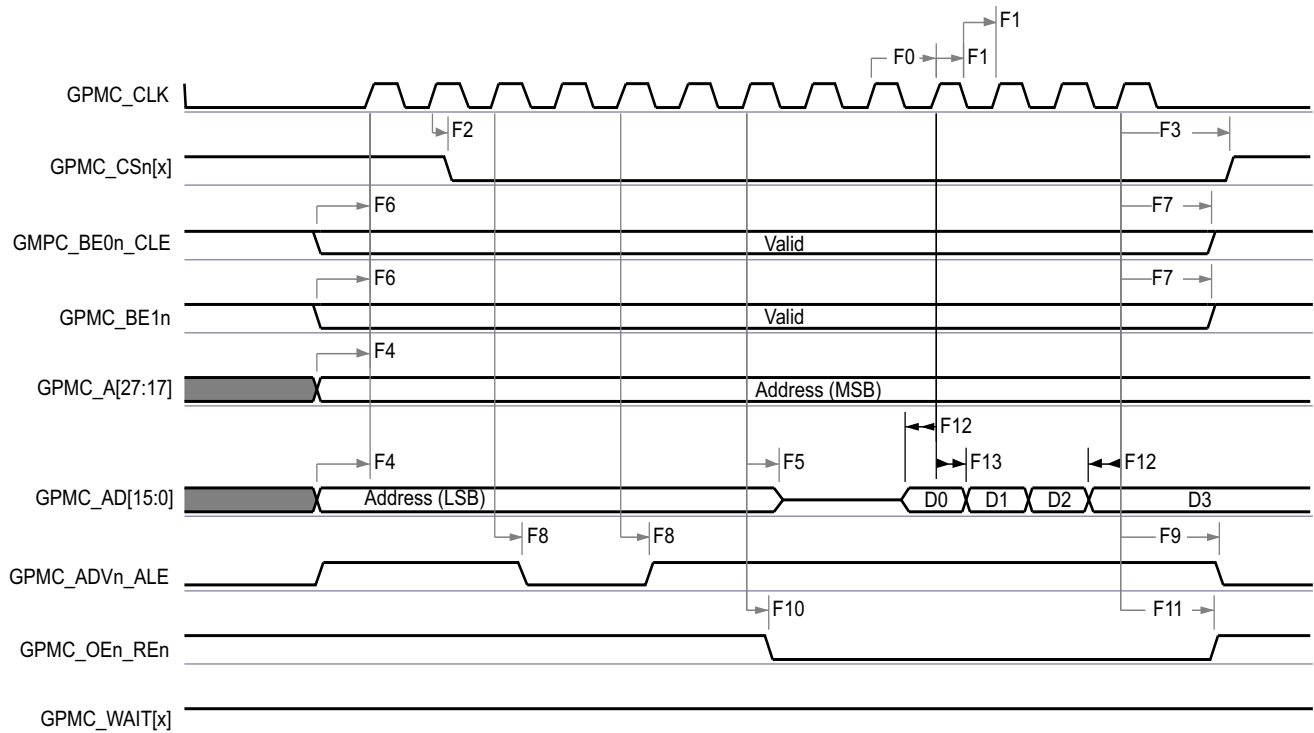 F1
F0 F1
GPMC_CLK
F2 F3
GPMC_CSn[x]
F6 F7
GMPC_BE0n_CLE Valid
F6 F7
GPMC_BE1n Valid
F4
GPMC_A[27:17] Address (MSB)
F12
F4 F5 F13 F12
GPMC_AD[15:0] Address (LSB) D0 D1 D2 D3
F8 F8 F9
GPMC_ADVn_ALE
F10 F11
GPMC_OEn_REn
GPMC_WAIT[x]